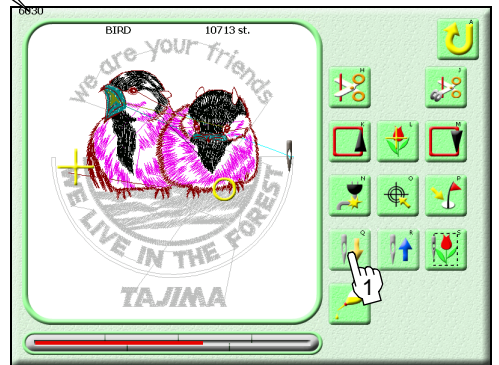 6030
BIRD 10713 st.
A
we are your friends
H J
K L M
N O P
WE LIVE IN THE FOREST
Q R S
1
TAJIMA